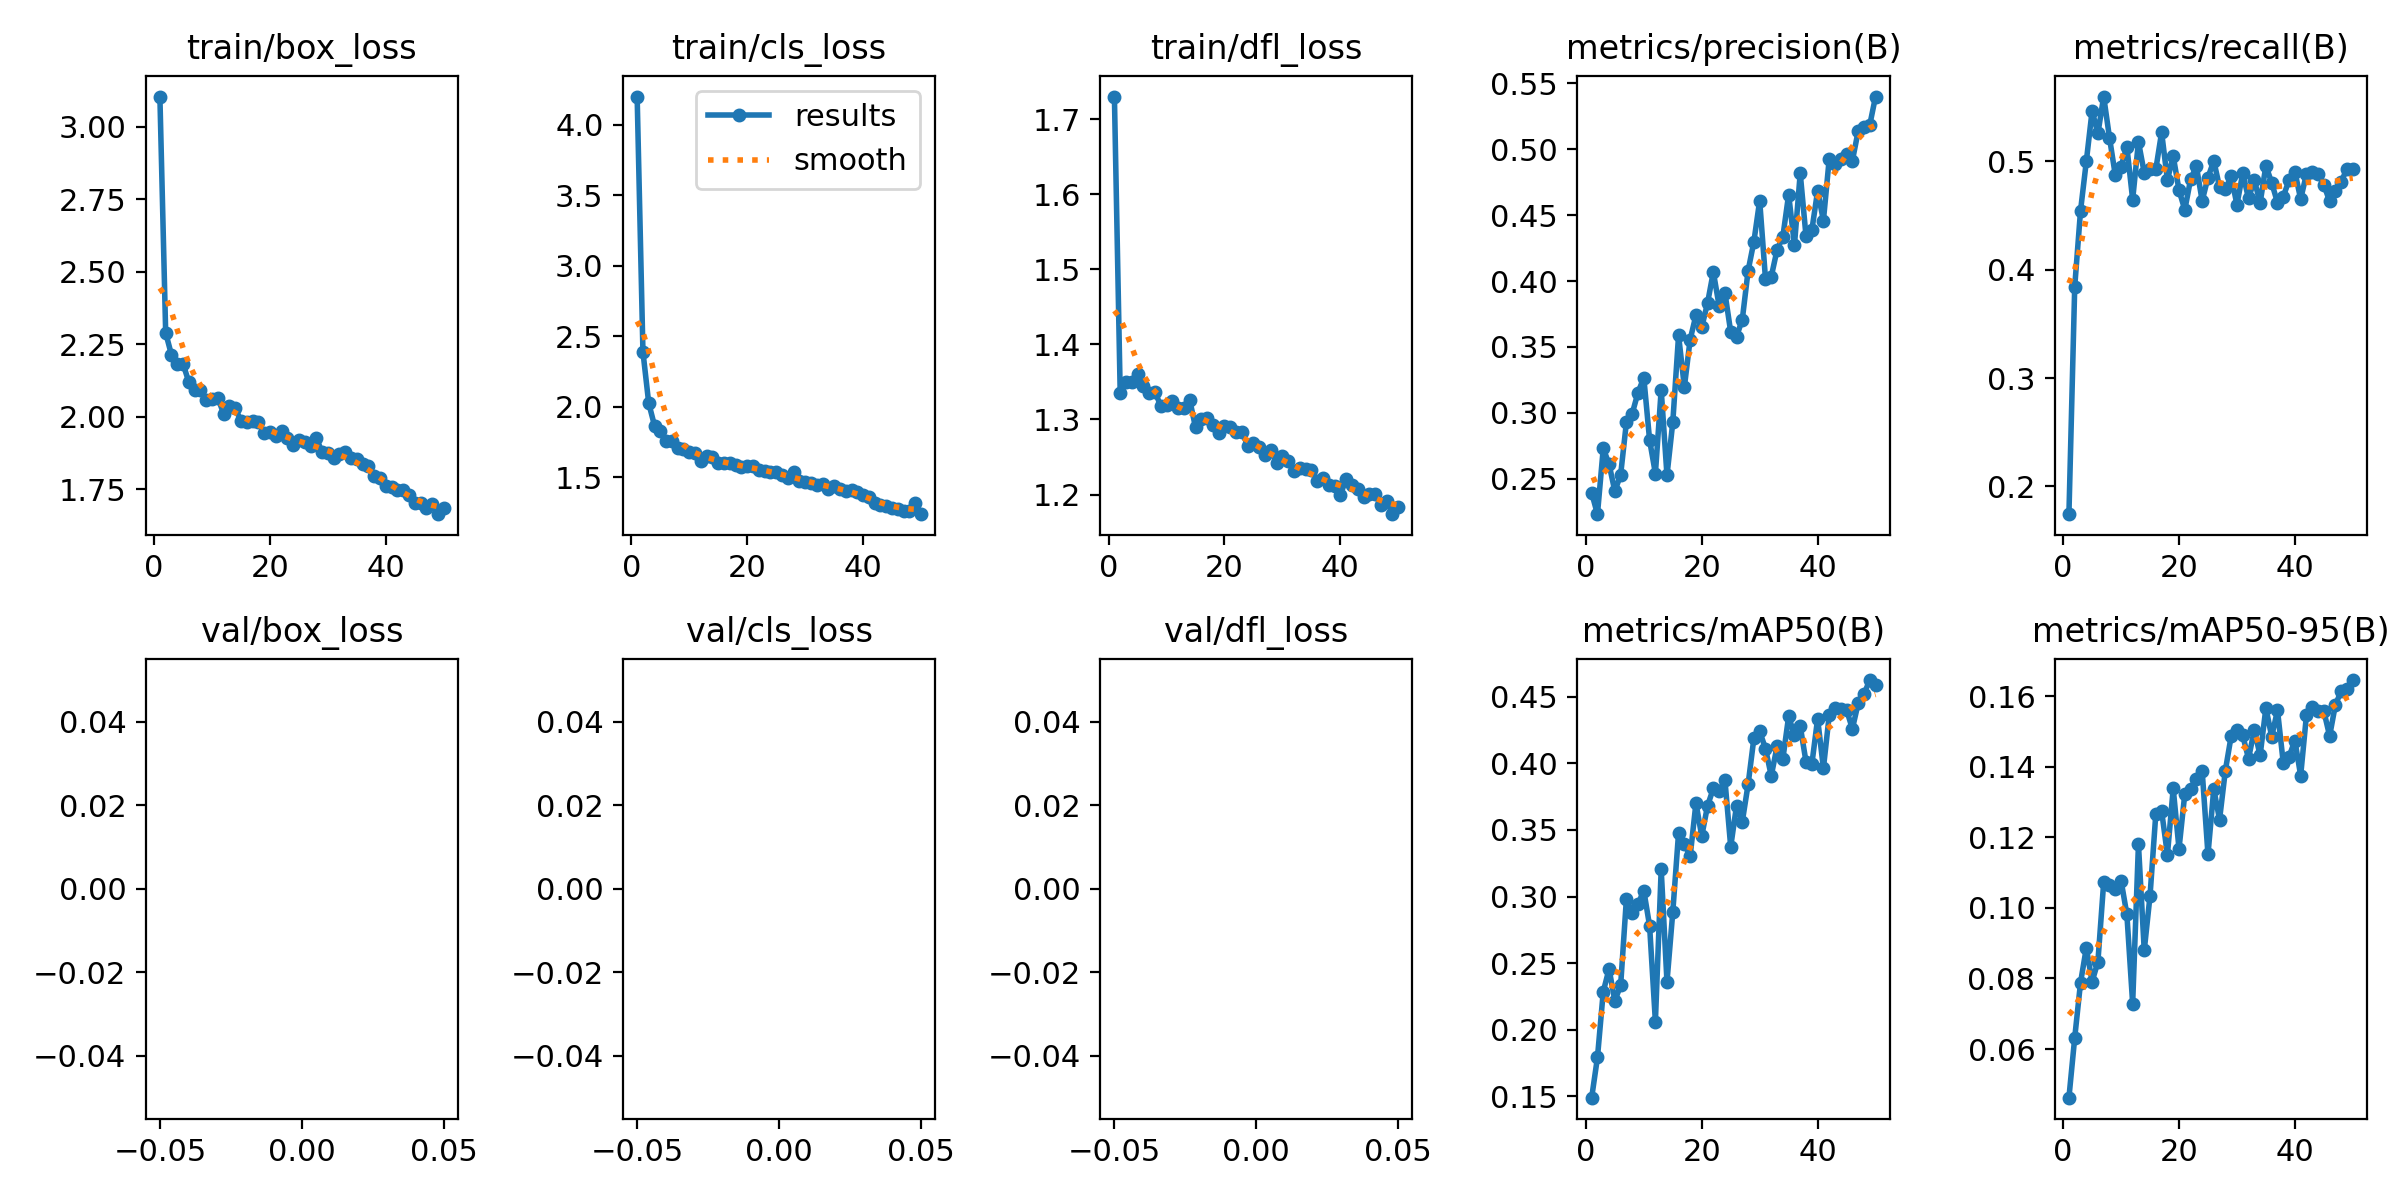 train/box_loss
train/cls_loss
train/dfl_loss
metrics/precision(B)
metrics/recall(B)
3.00
2.75
2.50
2.25
2.00
1.75
0 20 40
4.0
3.5
3.0
2.5
2.0
1.5
0 20 40
results
smooth
1.7
1.6
1.5
1.4
1.3
1.2
0 20 40
0.55
0.50
0.45
0.40
0.35
0.30
0.25
0 20 40
0.5
0.4
0.3
0.2
0 20 40
val/box_loss
val/cls_loss
val/dfl_loss
metrics/mAP50(B)
metrics/mAP50-95(B)
0.04
0.02
0.00
−0.02
−0.04
−0.05 0.00 0.05
0.04
0.02
0.00
−0.02
−0.04
−0.05 0.00 0.05
0.04
0.02
0.00
−0.02
−0.04
−0.05 0.00 0.05
0.45
0.40
0.35
0.30
0.25
0.20
0.15
0 20 40
0.16
0.14
0.12
0.10
0.08
0.06
0 20 40